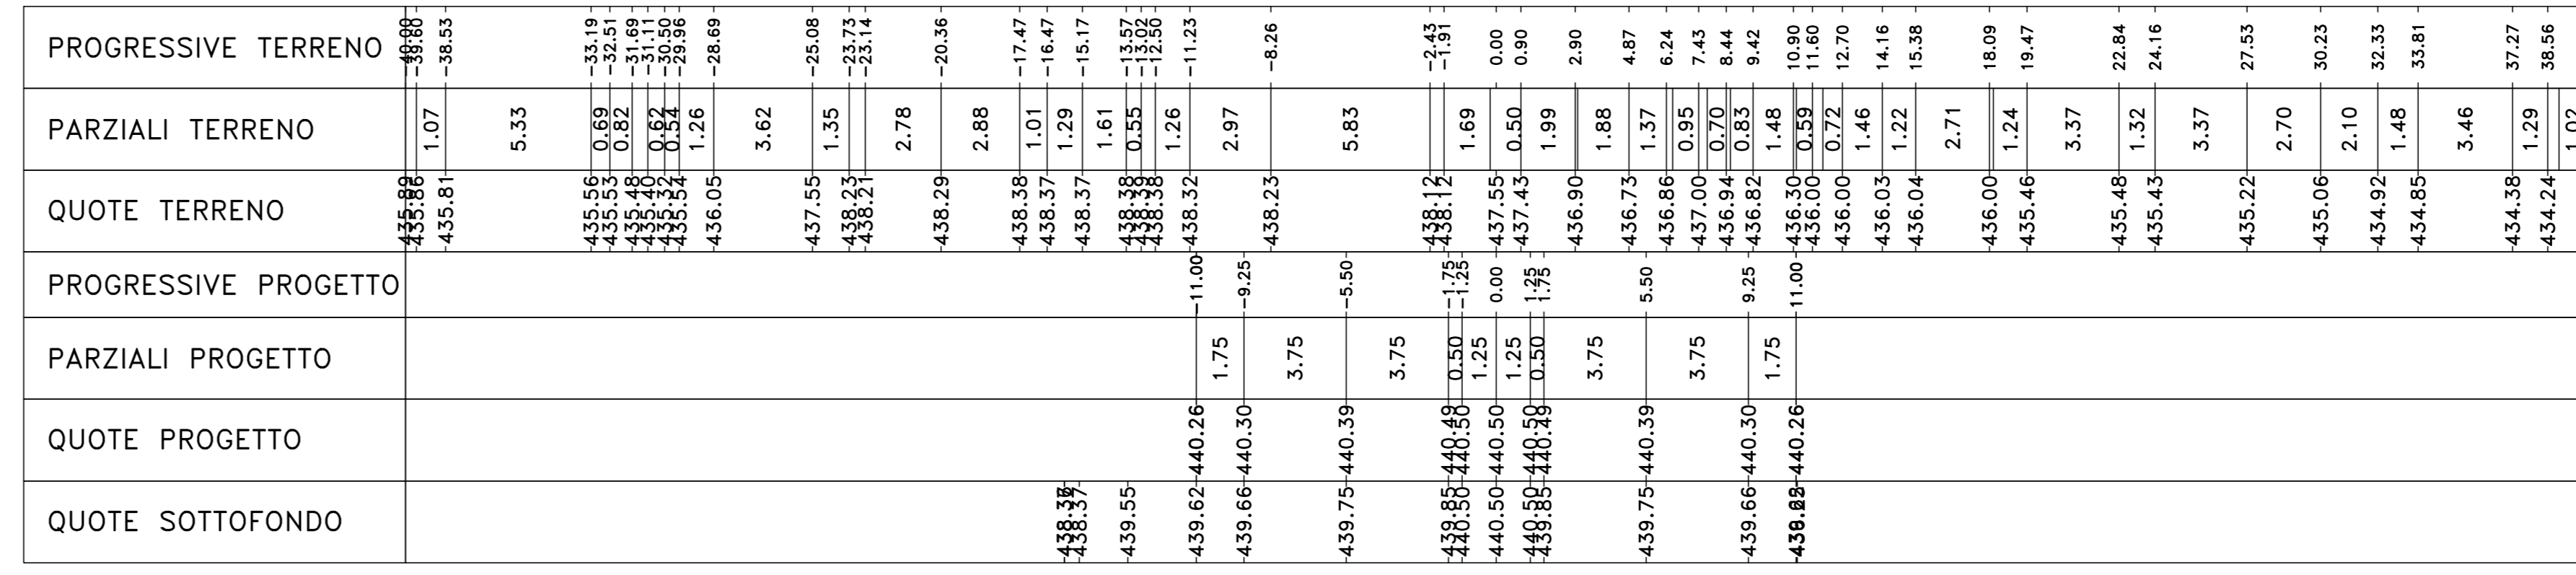 PROGRESSIVE TERRENO -40.00 -39.60 -38.53 -33.19 -32.51 -31.69 -31.11 -30.50 -29.96 -28.69 -25.08 -23.73 -23.14 -20.36 -17.47 -16.47 -15.17 -13.57 -13.02 -12.50 -11.23 -8.26 -2.43 -1.91 0.00 0.90 2.90 4.87 6.24 7.43 8.44 9.42 10.90 11.60 12.70 14.16 15.38 18.09 19.47 22.84 24.16 27.53 30.23 32.33 33.81 37.27 38.56
PARZIALI TERRENO 1.07 5.33 0.69 0.82 0.62 0.54 1.26 3.62 1.35 2.78 2.88 1.01 1.29 1.61 0.55 1.26 2.97 5.83 1.69 0.50 1.99 1.88 1.37 0.95 0.70 0.83 1.48 0.59 0.72 1.46 1.22 2.71 1.24 3.37 1.32 3.37 2.70 2.10 1.48 3.46 1.29 1.02
QUOTE TERRENO 435.89 435.86 435.81 435.56 435.53 435.48 435.40 435.32 435.54 436.05 437.55 438.23 438.21 438.29 438.38 438.37 438.37 438.38 438.39 438.38 438.32 438.23 438.12 438.12 437.55 437.43 436.90 436.73 436.86 437.00 436.94 436.82 436.30 436.00 436.00 436.03 436.04 436.00 435.46 435.48 435.43 435.22 435.06 434.92 434.85 434.38 434.24
PROGRESSIVE PROGETTO -11.00 -9.25 -5.50 -1.75 -1.25 0.00 1.25 1.75 5.50 9.25 11.00
PARZIALI PROGETTO 1.75 3.75 3.75 0.50 1.25 1.25 0.50 3.75 3.75 1.75
QUOTE PROGETTO 440.26 440.30 440.39 440.49 440.50 440.50 440.50 440.49 440.39 440.30 440.26
QUOTE SOTTOFONDO 438.37 439.55 439.62 439.66 439.75 439.85 440.50 440.50 440.50 439.85 439.75 439.66